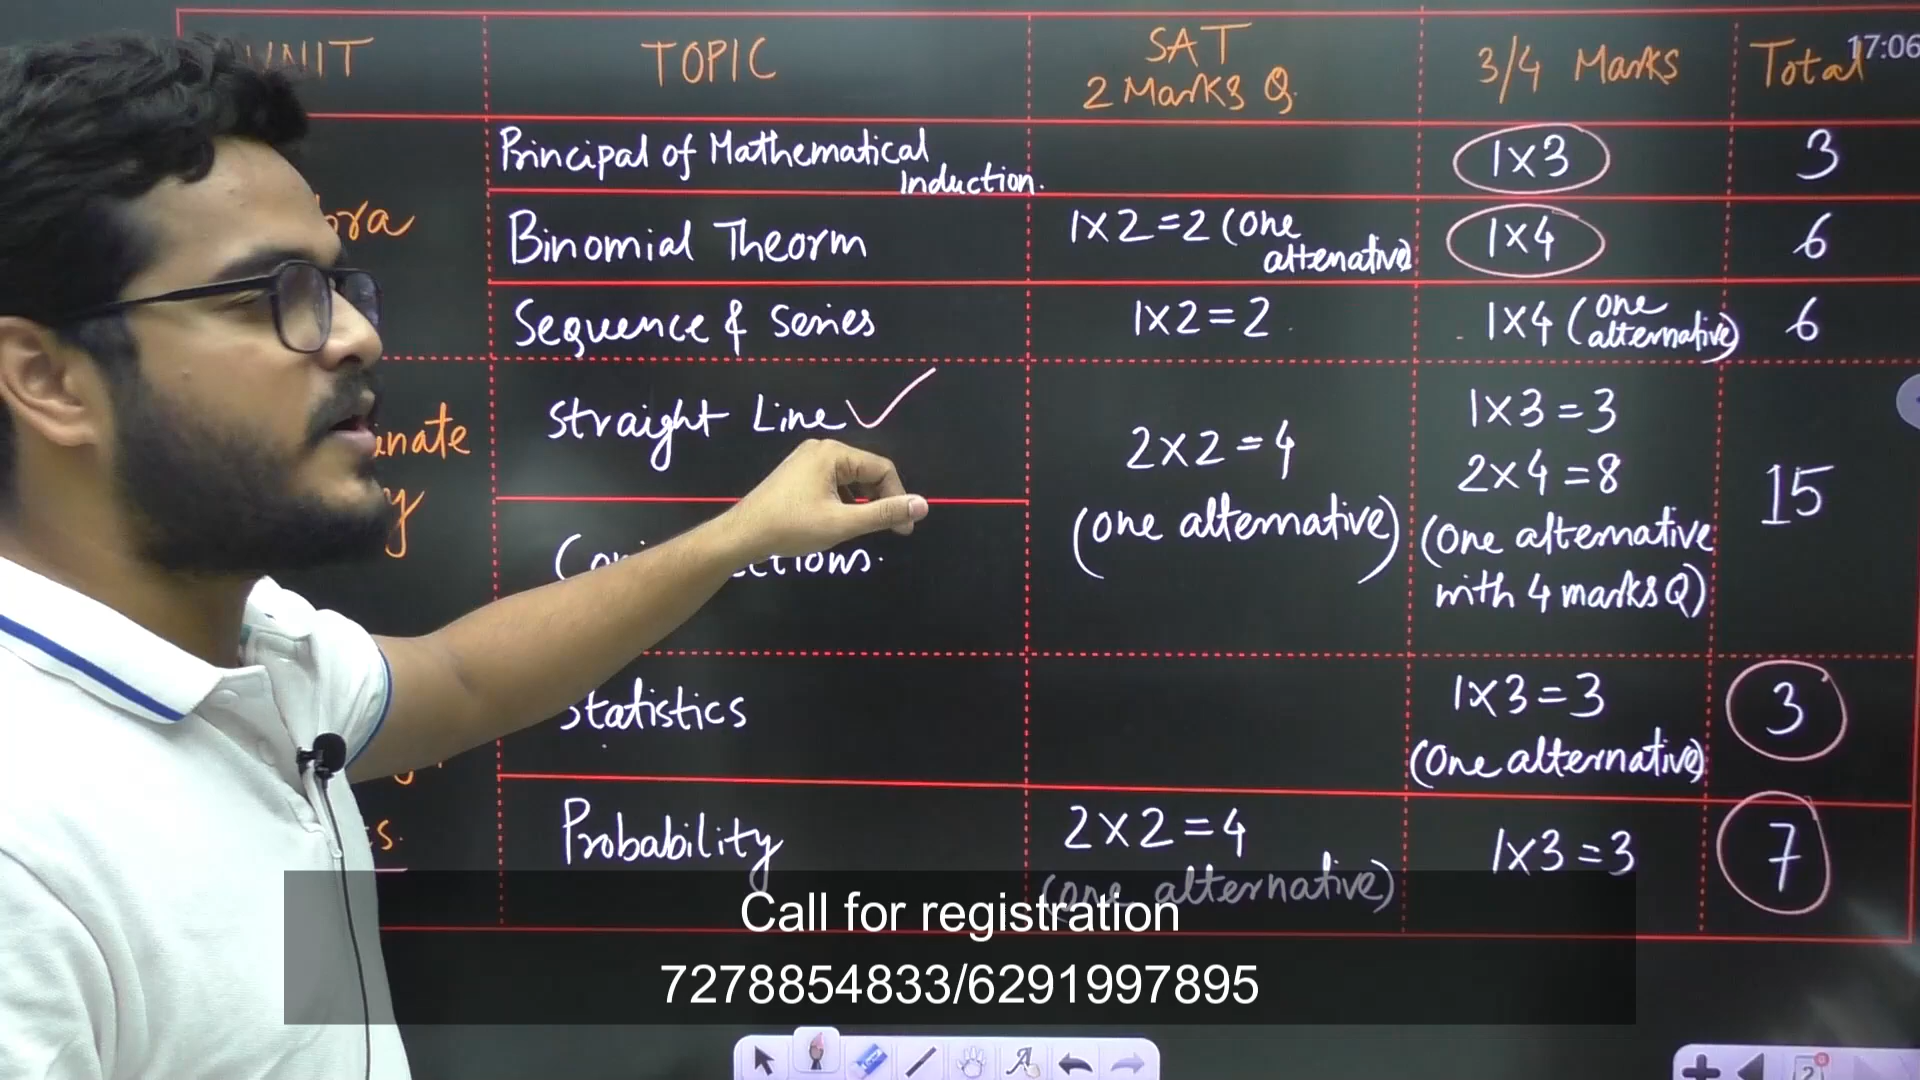 UNIT TOPIC SAT 2 Marks Q. 3/4 Marks Total
17:06
Principal of Mathematical Induction. 1x3 3
Binomial Theorm 1x2=2 (one attenative) 1x4 6
Sequence & Series 1x2=2 1x4 (one alternative) 6
Straight Line 2x2=4 (one alternative) 1x3=3
2x4=8
(one alternative
with 4 marks Q)
15
Statistics 1x3=3
(one alternative)
3
Probability 2x2=4
(one alternative)
1x3=3 7
Call for registration
7278854833/6291997895